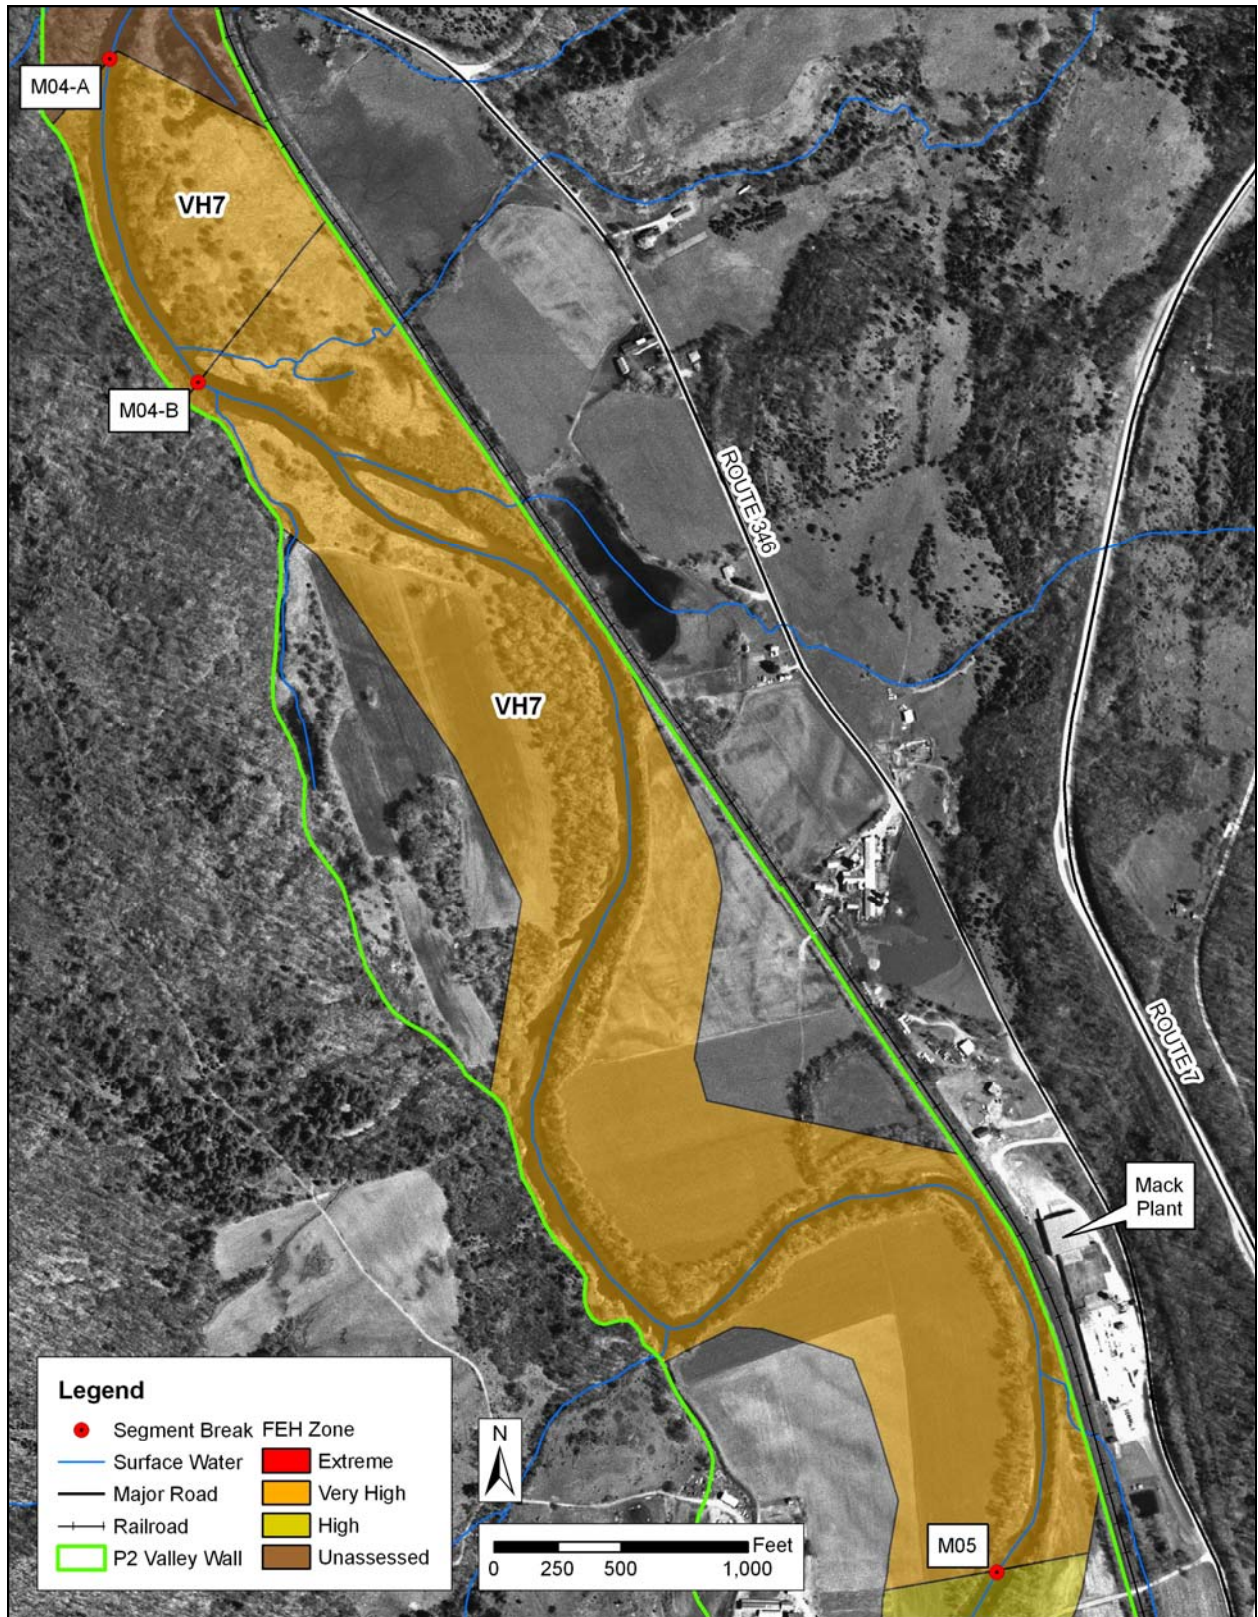 M04-A
VH7
M04-B
ROUTE 346
VH7
ROUTE 7
Mack
Plant
Legend
Segment Break
Surface Water
Major Road
Railroad
P2 Valley Wall
FEH Zone
Extreme
Very High
High
Unassessed
N
Feet
0 250 500 1,000
M05